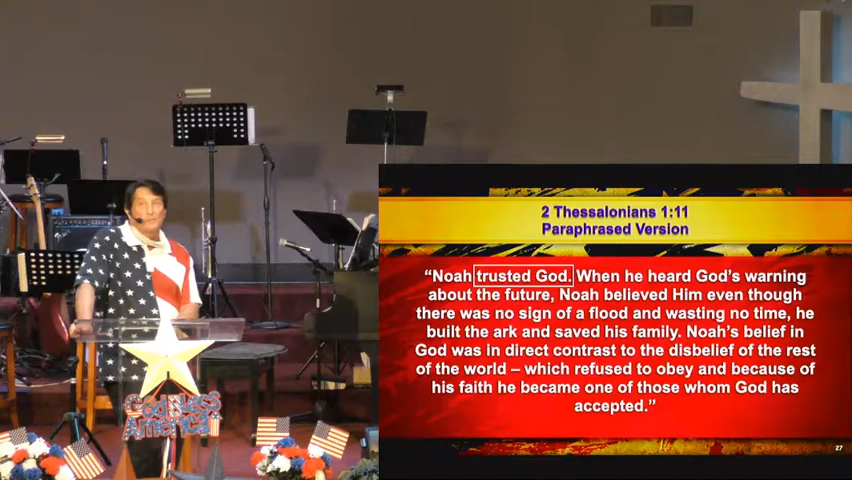 2 Thessalonians 1:11
Paraphrased Version
“Noah trusted God. When he heard God’s warning
about the future, Noah believed Him even though
there was no sign of a flood and wasting no time, he
built the ark and saved his family. Noah’s belief in
God was in direct contrast to the disbelief of the rest
of the world – which refused to obey and because of
his faith he became one of those whom God has
accepted.”
27
God Bless
America